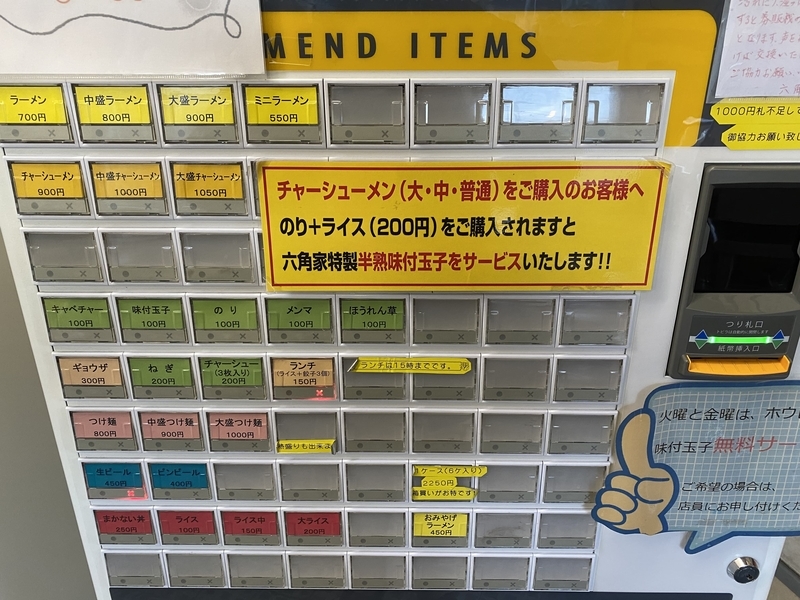 MEND ITEMS
ラーメン
700円
中盛ラーメン
800円
大盛ラーメン
900円
ミニラーメン
550円
チャーシューメン
900円
中盛チャーシューメン
1000円
大盛チャーシューメン
1050円
チャーシューメン(大・中・普通)をご購入のお客様へ
のり+ライス(200円)をご購入されますと
六角家特製半熟味付玉子をサービスいたします!!
キャベチャー
100円
味付玉子
100円
のり
100円
メンマ
100円
ほうれん草
100円
ギョウザ
300円
ねぎ
200円
チャーシュー
(3枚入り)
200円
ランチ
(ライス+餃子3個)
150円
ランチは15時までです。
つけ麺
800円
中盛つけ麺
900円
大盛つけ麺
1000円
盛りも出来ま
生ビール
450円
ビンビール
400円
1ケース(6ケ入り)
2250円
買いがお得です
まかない丼
250円
ライス
100円
ライス中
150円
大ライス
200円
おみやげ
ラーメン
450円
1000円札不足し
御協力お願い致し
つり札口
紙幣挿入口
火曜と金曜は、ホウレ
味付玉子無料サー
ご希望の場合は、
店員にお申し付けくだ